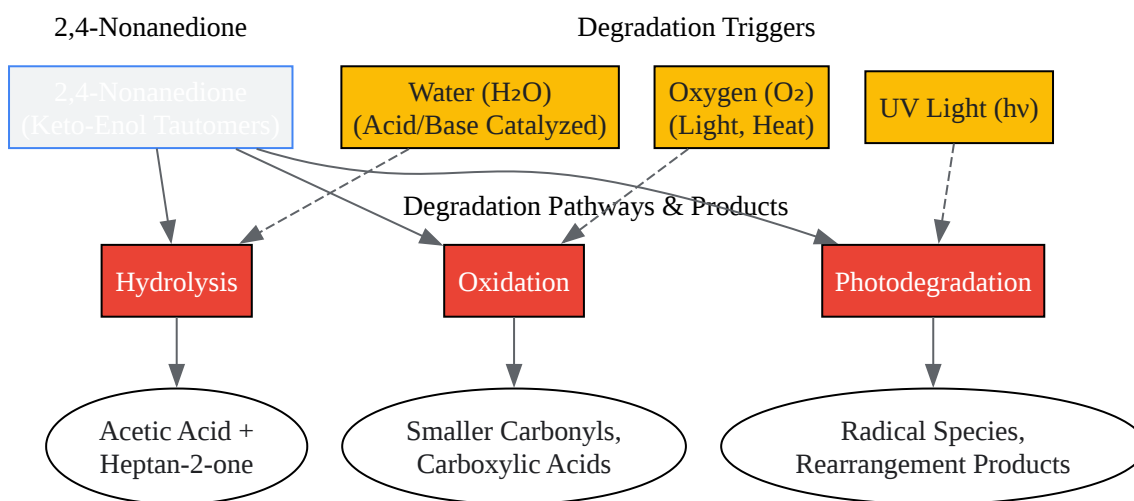 2,4-Nonanedione
Degradation Triggers
2,4-Nonanedione
(Keto-Enol Tautomers)
Water (H₂O)
(Acid/Base Catalyzed)
Oxygen (O₂)
(Light, Heat)
UV Light (hν)
Degradation Pathways & Products
Hydrolysis
Oxidation
Photodegradation
Acetic Acid +
Heptan-2-one
Smaller Carbonyls,
Carboxylic Acids
Radical Species,
Rearrangement Products